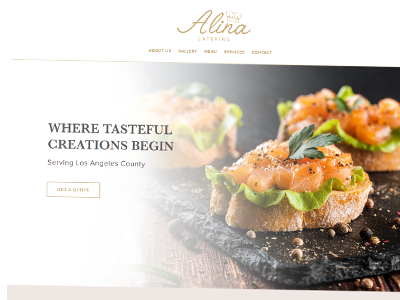 Alina
CATERING
ABOUT US GALLERY MENU SERVICES CONTACT
WHERE TASTEFUL
CREATIONS BEGIN
Serving Los Angeles County
GET A QUOTE